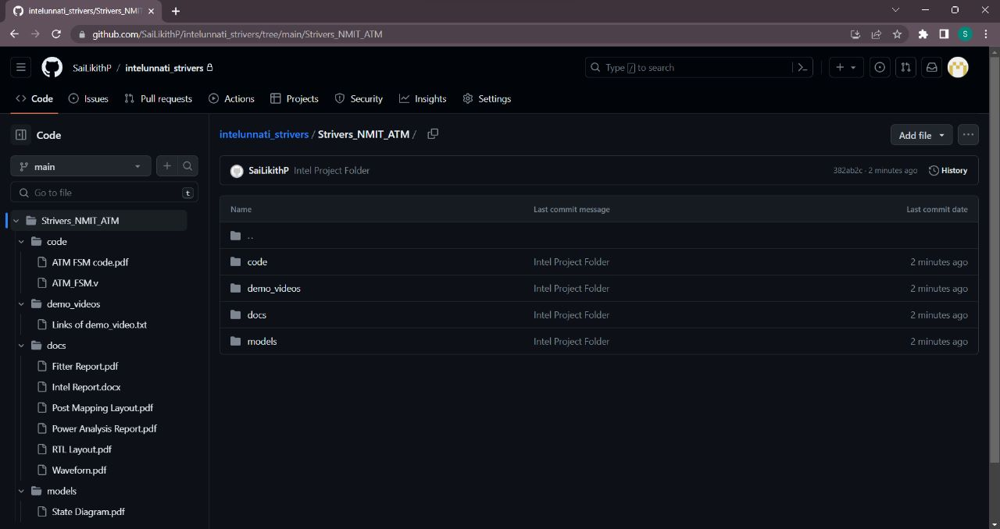 intelunnati_strivers/Strivers_NMI
github.com/SaiLikithP/intelunnati_strivers/tree/main/Strivers_NMIT_ATM
S
SaiLikithP / intelunnati_strivers
Type / to search
Code Issues Pull requests Actions Projects Security Insights Settings
Code
main
Go to file t
Strivers_NMIT_ATM
code
ATM FSM code.pdf
ATM_FSM.v
demo_videos
Links of demo_video.txt
docs
Fitter Report.pdf
Intel Report.docx
Post Mapping Layout.pdf
Power Analysis Report.pdf
RTL Layout.pdf
Waveforn.pdf
models
State Diagram.pdf
intelunnati_strivers / Strivers_NMIT_ATM /
Add file
SaiLikithP Intel Project Folder 382ab2c · 2 minutes ago History
Name Last commit message Last commit date
..
code Intel Project Folder 2 minutes ago
demo_videos Intel Project Folder 2 minutes ago
docs Intel Project Folder 2 minutes ago
models Intel Project Folder 2 minutes ago